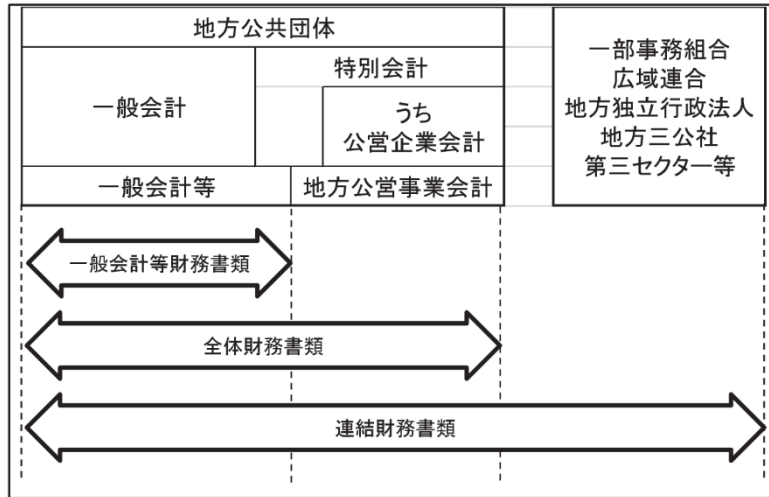 地方公共団体
特別会計
一般会計
うち
公営企業会計
一般会計等
地方公営事業会計
一部事務組合
広域連合
地方独立行政法人
地方三公社
第三セクター等
一般会計等財務書類
全体財務書類
連結財務書類